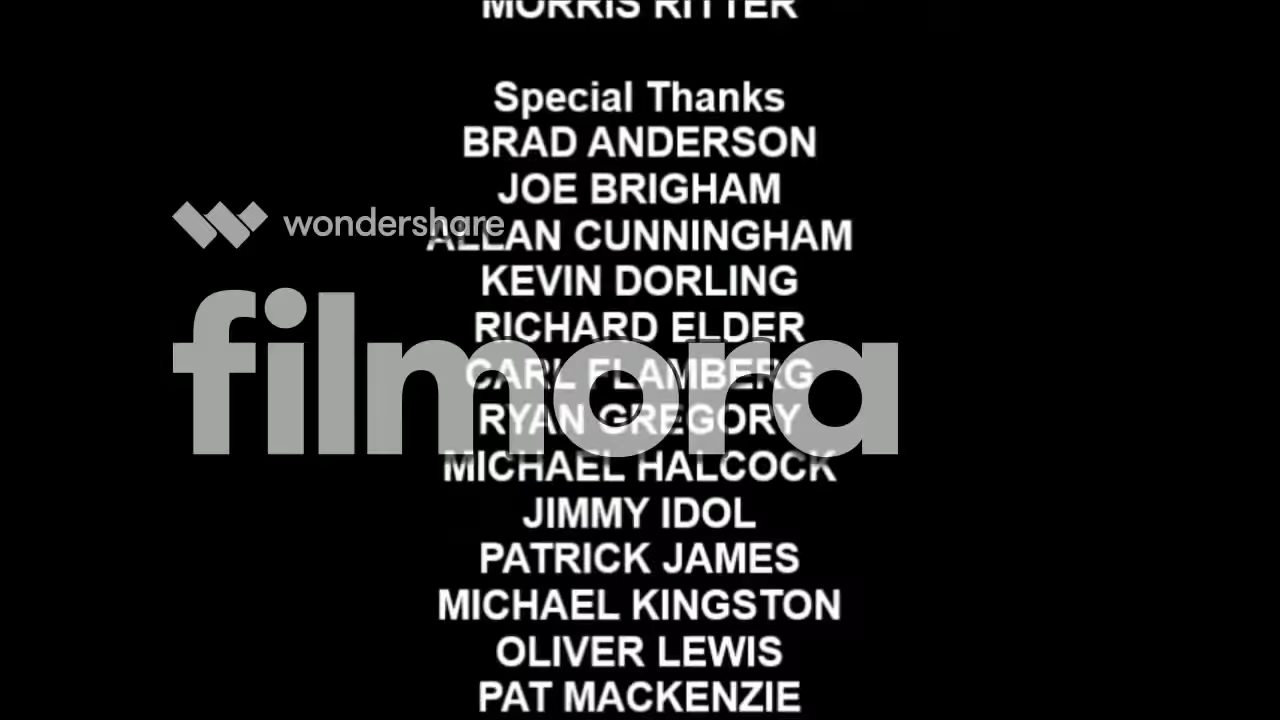 MORRIS RITTER
Special Thanks
BRAD ANDERSON
JOE BRIGHAM
wondershare
ALLAN CUNNINGHAM
KEVIN DORLING
RICHARD ELDER
filmora
CARL FLAMBERG
RYAN GREGORY
MICHAEL HALCOCK
JIMMY IDOL
PATRICK JAMES
MICHAEL KINGSTON
OLIVER LEWIS
PAT MACKENZIE